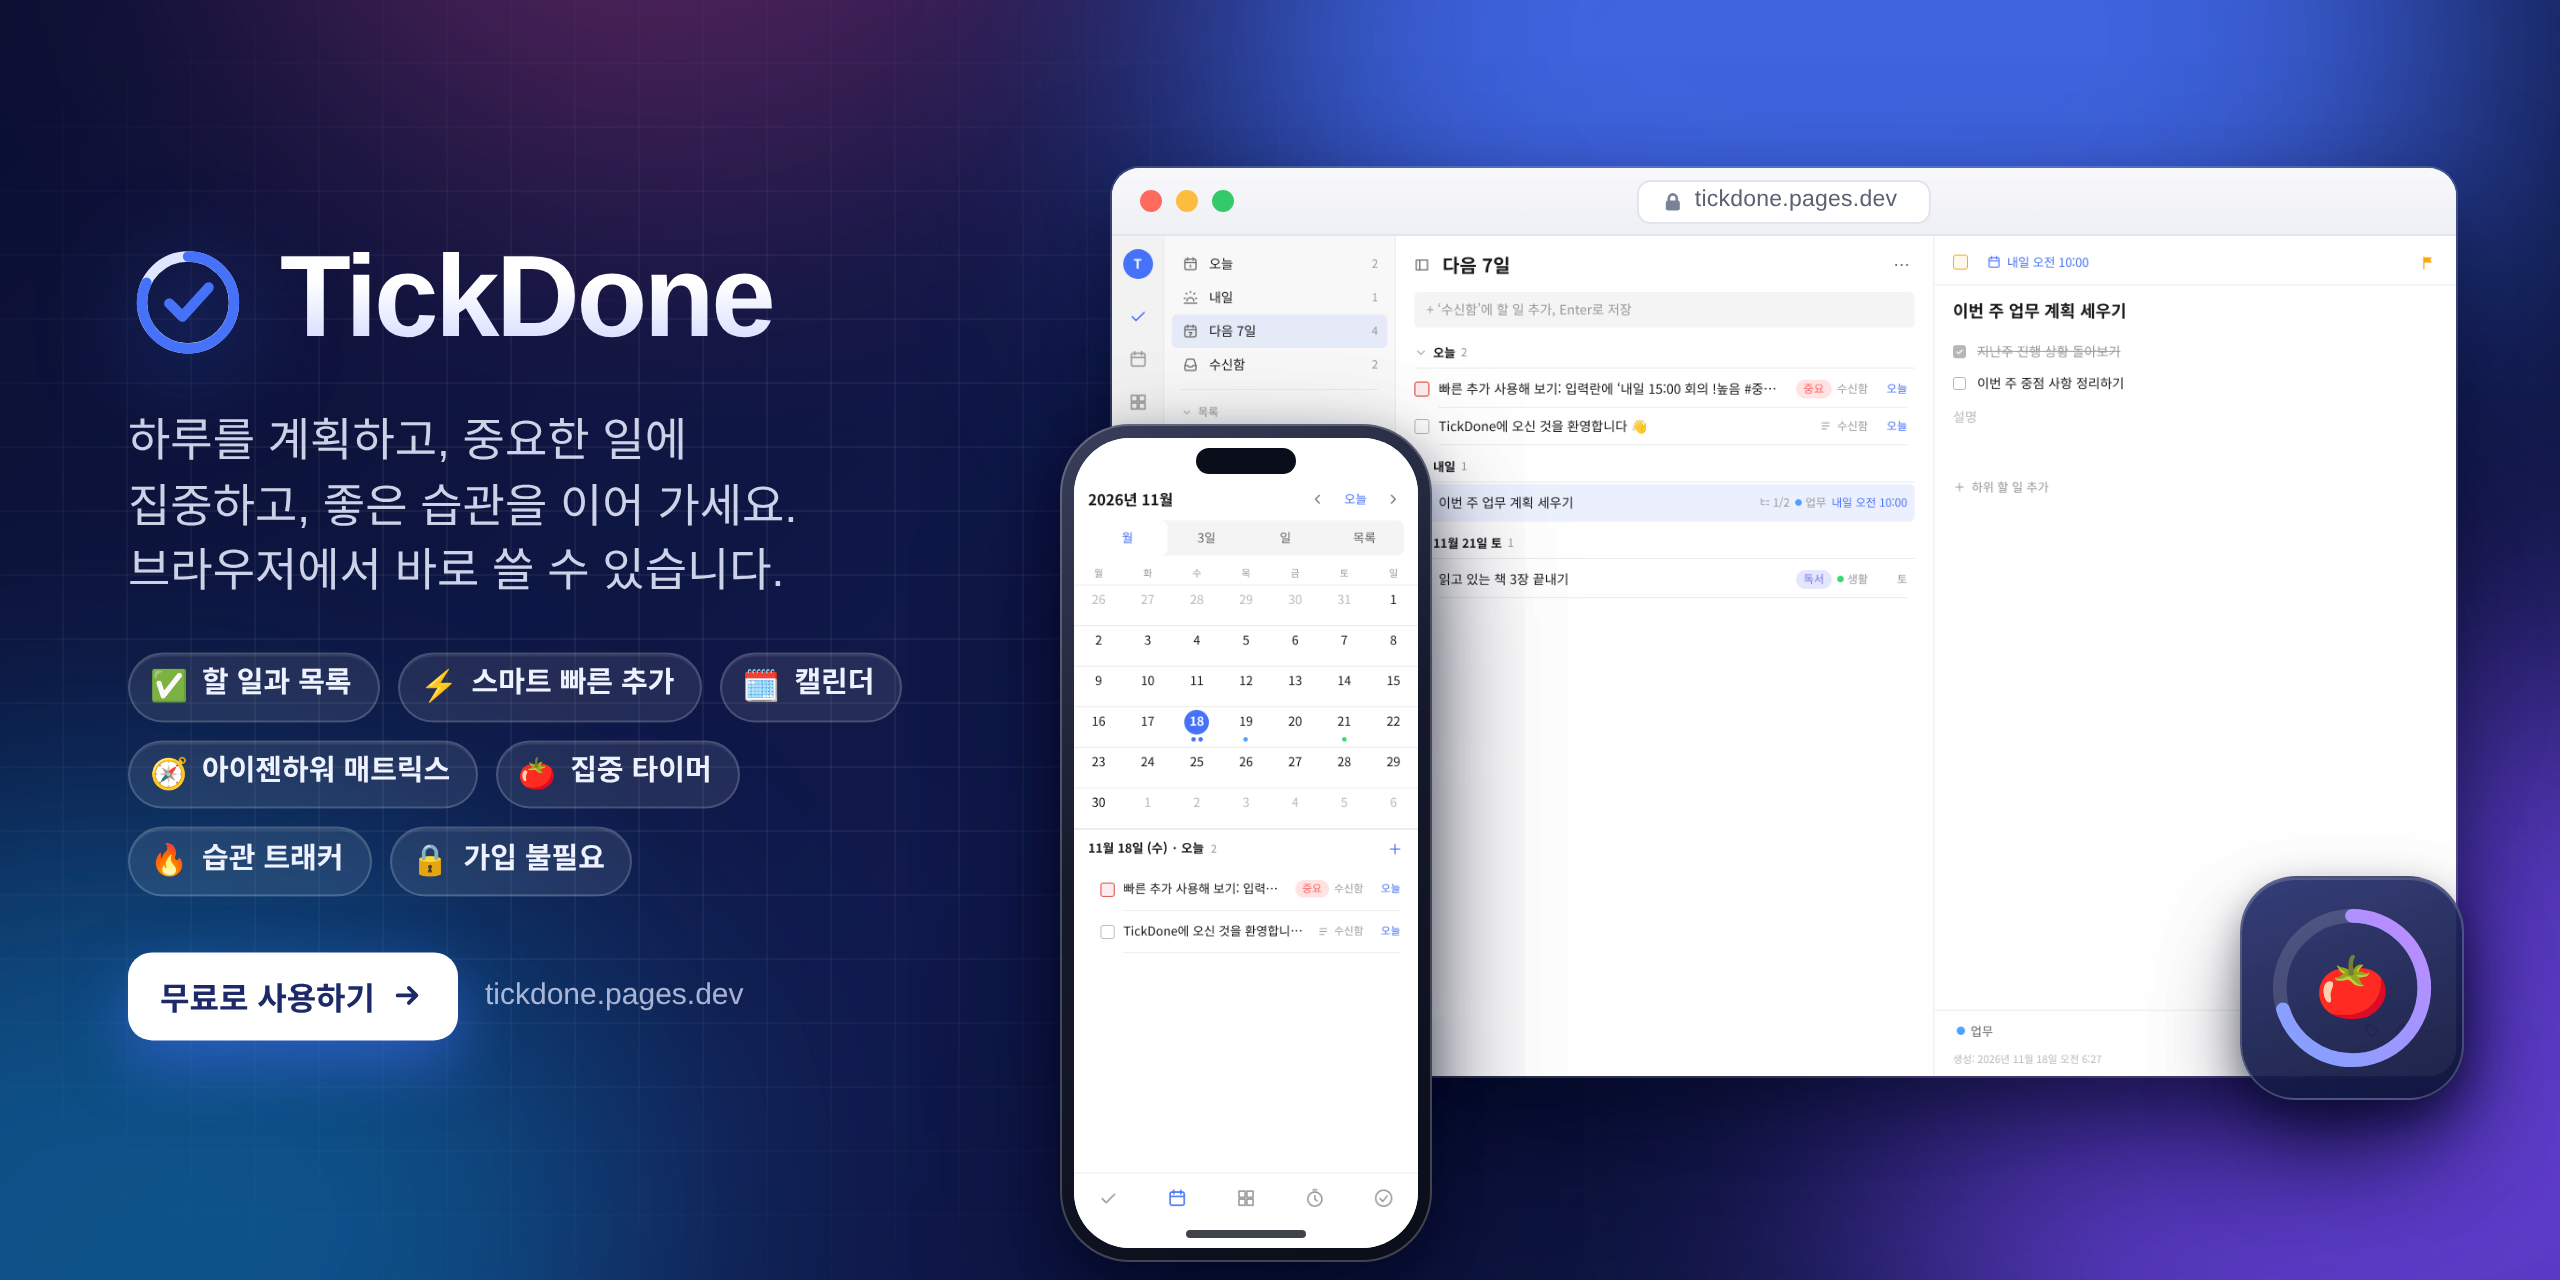 TickDone
하루를 계획하고, 중요한 일에
집중하고, 좋은 습관을 이어 가세요.
브라우저에서 바로 쓸 수 있습니다.
✅ 할 일과 목록
⚡ 스마트 빠른 추가
🗓️ 캘린더
🧭 아이젠하워 매트릭스
🍅 집중 타이머
🔥 습관 트래커
🔒 가입 불필요
무료로 사용하기 →
tickdone.pages.dev
tickdone.pages.dev
T
오늘 2
내일 1
다음 7일 4
수신함 2
목록
다음 7일
+ ‘수신함’에 할 일 추가, Enter로 저장
오늘 2
빠른 추가 사용해 보기: 입력란에 ‘내일 15:00 회의 !높음 #중… 중요 수신함 오늘
TickDone에 오신 것을 환영합니다 👋 수신함 오늘
내일 1
이번 주 업무 계획 세우기 1/2 업무 내일 오전 10:00
11월 21일 토 1
읽고 있는 책 3장 끝내기 독서 생활 토
내일 오전 10:00
이번 주 업무 계획 세우기
지난주 진행 상황 돌아보기
이번 주 중점 사항 정리하기
설명
+ 하위 할 일 추가
업무
생성: 2026년 11월 18일 오전 6:27
2026년 11월 오늘
월 3일 일 목록
월 화 수 목 금 토 일
26 27 28 29 30 31 1
2 3 4 5 6 7 8
9 10 11 12 13 14 15
16 17 18 19 20 21 22
23 24 25 26 27 28 29
30 1 2 3 4 5 6
11월 18일 (수) · 오늘 2
빠른 추가 사용해 보기: 입력… 중요 수신함 오늘
TickDone에 오신 것을 환영합니… 수신함 오늘